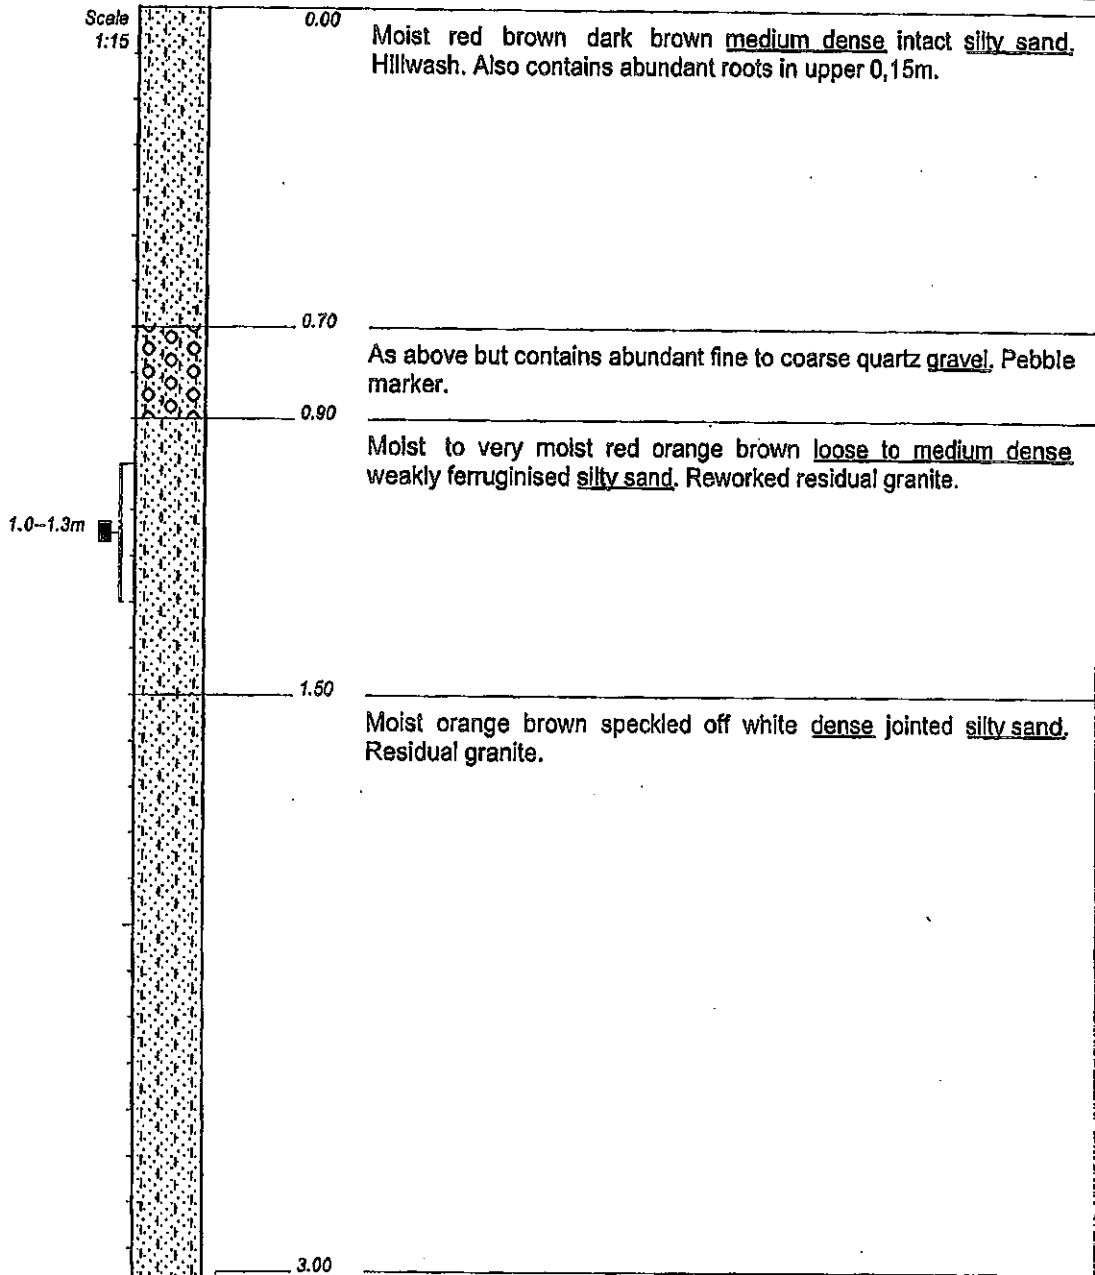 Scale
1:15
0.00
Moist red brown dark brown medium dense intact silty sand.
Hillwash. Also contains abundant roots in upper 0,15m.
0.70
As above but contains abundant fine to coarse quartz gravel. Pebble
marker.
0.90
Moist to very moist red orange brown loose to medium dense
weakly ferruginised silty sand. Reworked residual granite.
1.0–1.3m
1.50
Moist orange brown speckled off white dense jointed silty sand.
Residual granite.
3.00